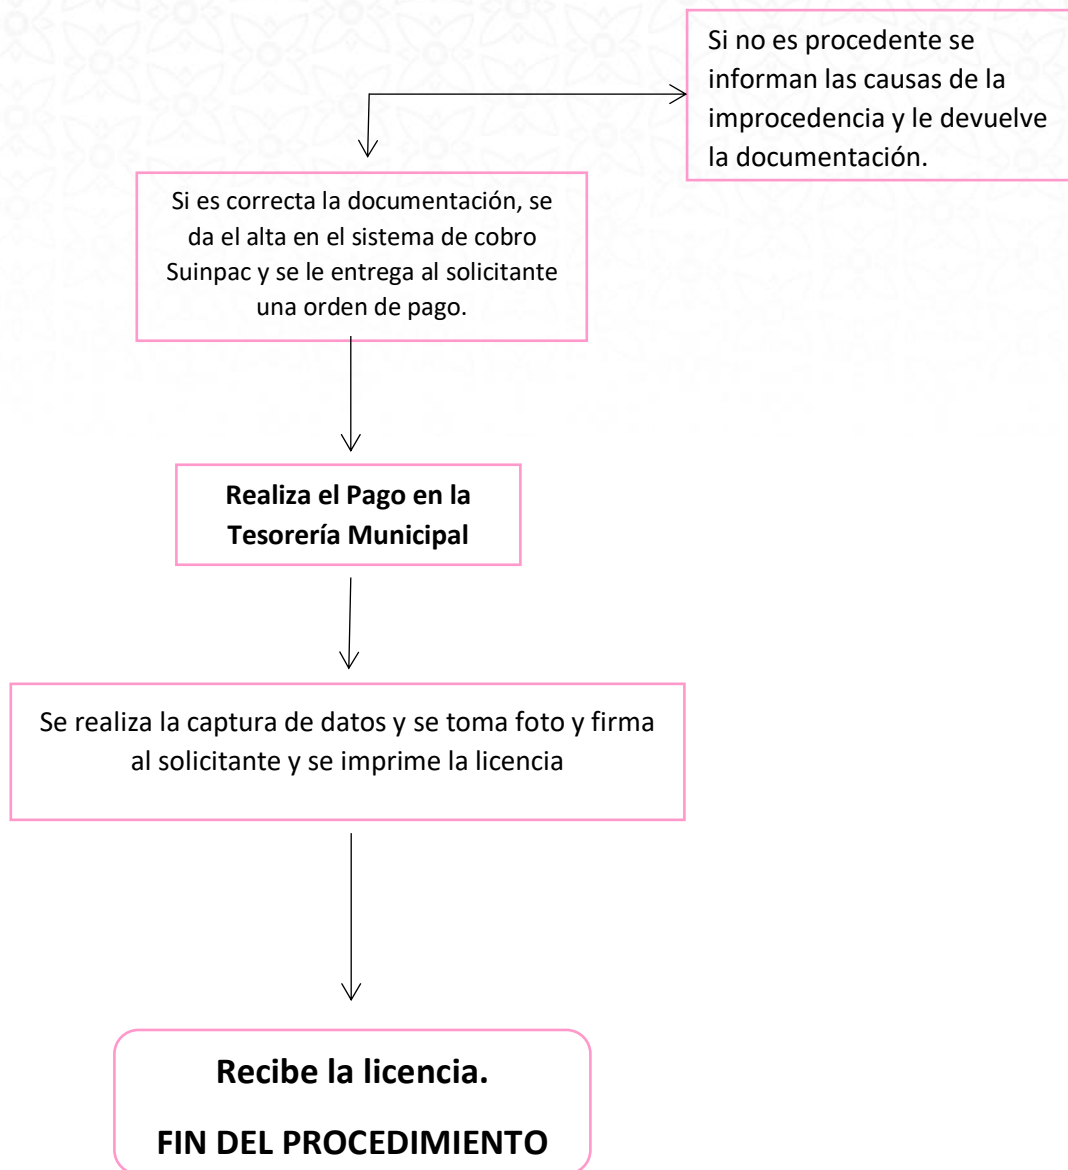 Si no es procedente se
informan las causas de la
improcedencia y le devuelve
la documentación.
Si es correcta la documentación, se
da el alta en el sistema de cobro
Suinpac y se le entrega al solicitante
una orden de pago.
Realiza el Pago en la
Tesorería Municipal
Se realiza la captura de datos y se toma foto y firma
al solicitante y se imprime la licencia
Recibe la licencia.
FIN DEL PROCEDIMIENTO